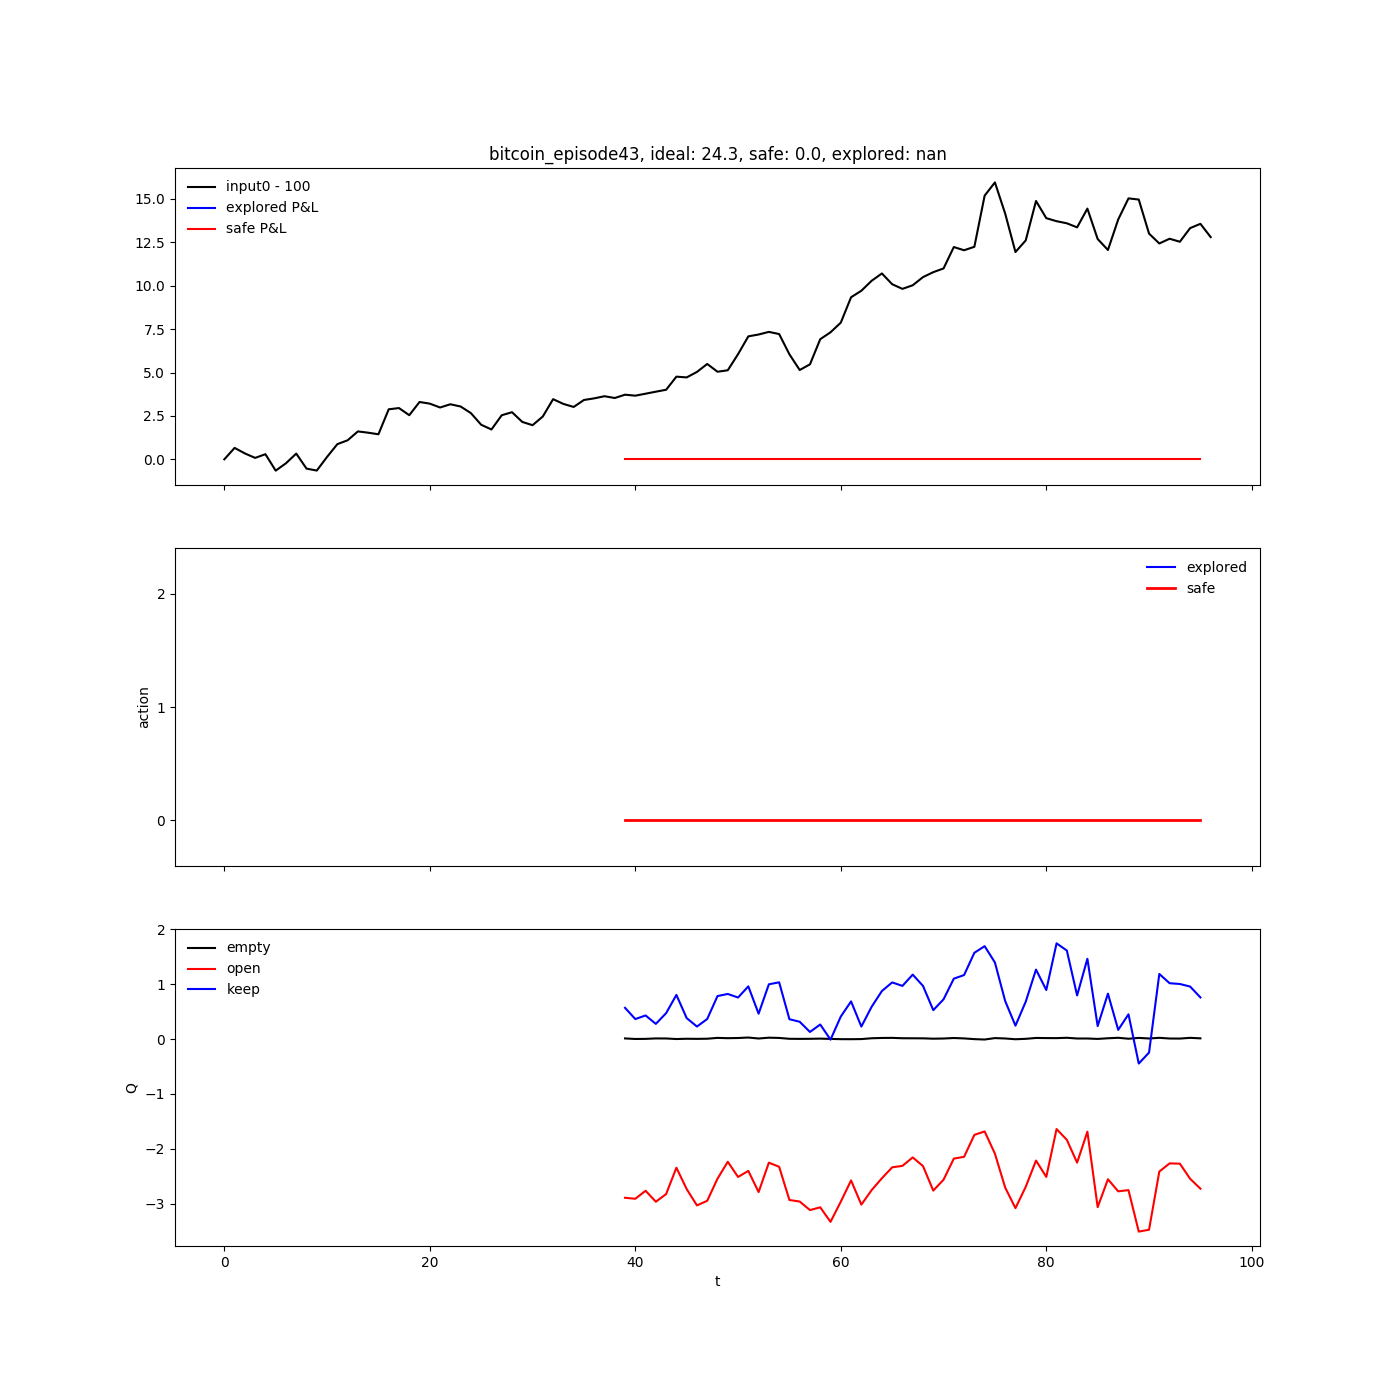 bitcoin_episode43, ideal: 24.3, safe: 0.0, explored: nan
input0 - 100
explored P&L
safe P&L
15.0
12.5
10.0
7.5
5.0
2.5
0.0
explored
safe
action
2
1
0
empty
open
keep
Q
2
1
0
−1
−2
−3
0 20 40 60 80 100
t